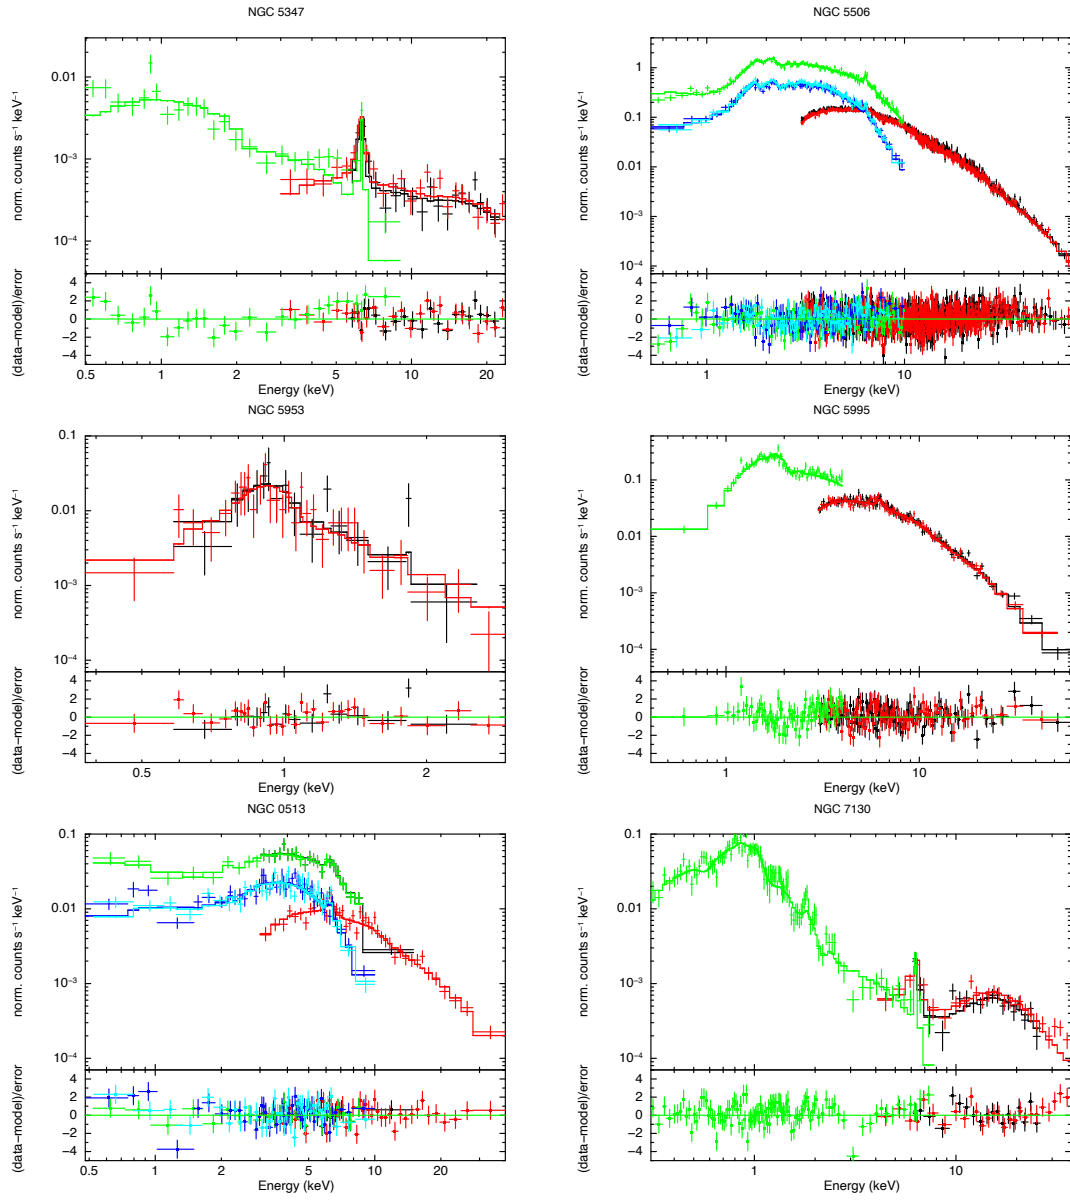 NGC 5347
norm. counts s⁻¹ keV⁻¹
0.01
10⁻³
10⁻⁴
(data−model)/error
4
2
0
−2
−4
0.5 1 2 5 10 20
Energy (keV)
NGC 5506
norm. counts s⁻¹ keV⁻¹
1
0.1
0.01
10⁻³
10⁻⁴
(data−model)/error
4
2
0
−2
−4
1 10
Energy (keV)
NGC 5953
norm. counts s⁻¹ keV⁻¹
0.1
0.01
10⁻³
10⁻⁴
(data−model)/error
4
2
0
−2
−4
0.5 1 2
Energy (keV)
NGC 5995
norm. counts s⁻¹ keV⁻¹
0.1
0.01
10⁻³
10⁻⁴
(data−model)/error
4
2
0
−2
−4
1 10
Energy (keV)
NGC 0513
norm. counts s⁻¹ keV⁻¹
0.1
0.01
10⁻³
10⁻⁴
(data−model)/error
4
2
0
−2
−4
0.5 1 2 5 10 20
Energy (keV)
NGC 7130
norm. counts s⁻¹ keV⁻¹
0.1
0.01
10⁻³
10⁻⁴
(data−model)/error
4
2
0
−2
−4
1 10
Energy (keV)